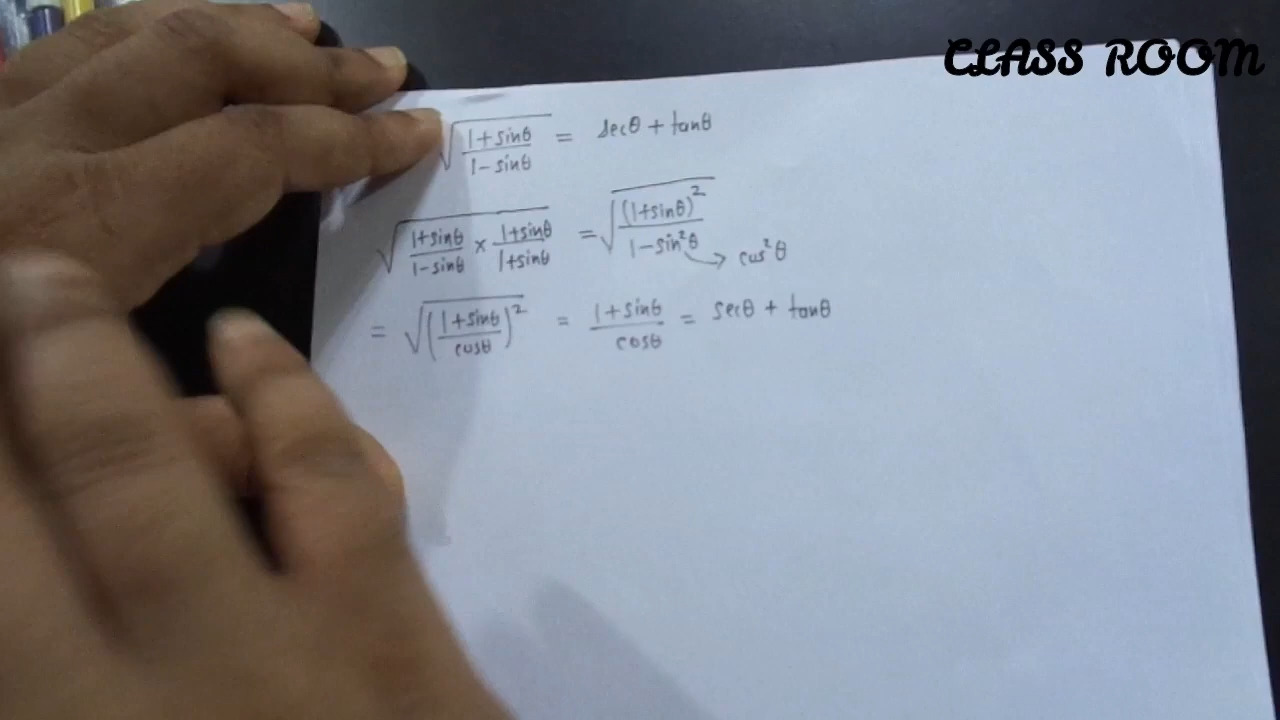 CLASS ROOM
√((1+sinθ)/(1-sinθ)) = secθ + tanθ
√((1+sinθ)/(1-sinθ) × (1+sinθ)/(1+sinθ)) = √((1+sinθ)²/(1-sin²θ)) → cos²θ
= √(((1+sinθ)/cosθ)²) = (1+sinθ)/cosθ = secθ + tanθ